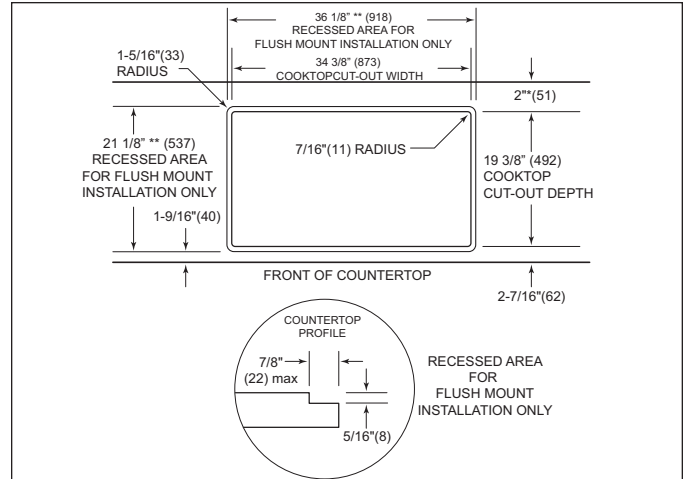 36 1/8” ** (918)
RECESSED AREA FOR
FLUSH MOUNT INSTALLATION ONLY
34 3/8” (873)
COOKTOPCUT-OUT WIDTH
1-5/16"(33)
RADIUS
2"*(51)
21 1/8” ** (537)
RECESSED AREA
FOR FLUSH MOUNT
INSTALLATION ONLY
7/16"(11) RADIUS
19 3/8” (492)
COOKTOP
CUT-OUT DEPTH
1-9/16"(40)
FRONT OF COUNTERTOP
2-7/16"(62)
COUNTERTOP
PROFILE
7/8"
(22) max
5/16"(8)
RECESSED AREA
FOR
FLUSH MOUNT
INSTALLATION ONLY